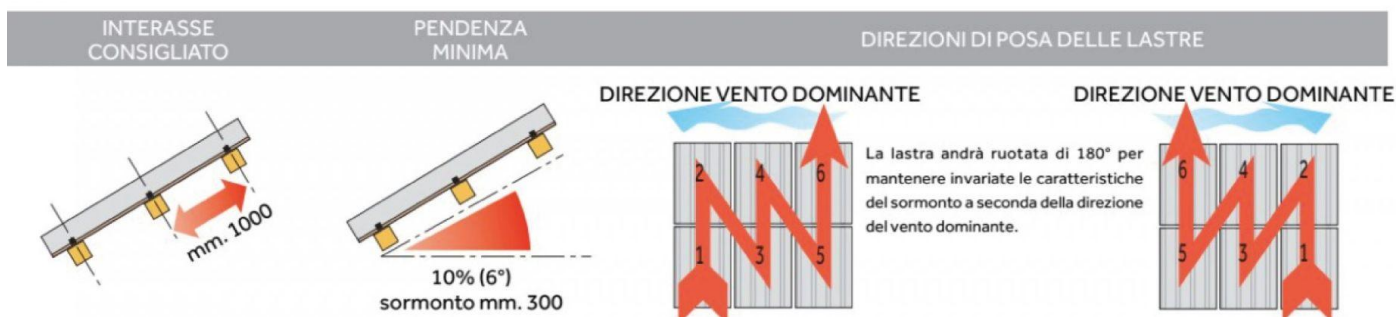 INTERASSE
CONSIGLIATO
PENDENZA
MINIMA
DIREZIONI DI POSA DELLE LASTRE
mm. 1000
10% (6°)
sormonto mm. 300
DIREZIONE VENTO DOMINANTE
2 4 6
1 3 5
La lastra andrà ruotata di 180° per
mantenere invariate le caratteristiche
del sormonto a seconda della direzione
del vento dominante.
DIREZIONE VENTO DOMINANTE
6 4 2
5 3 1